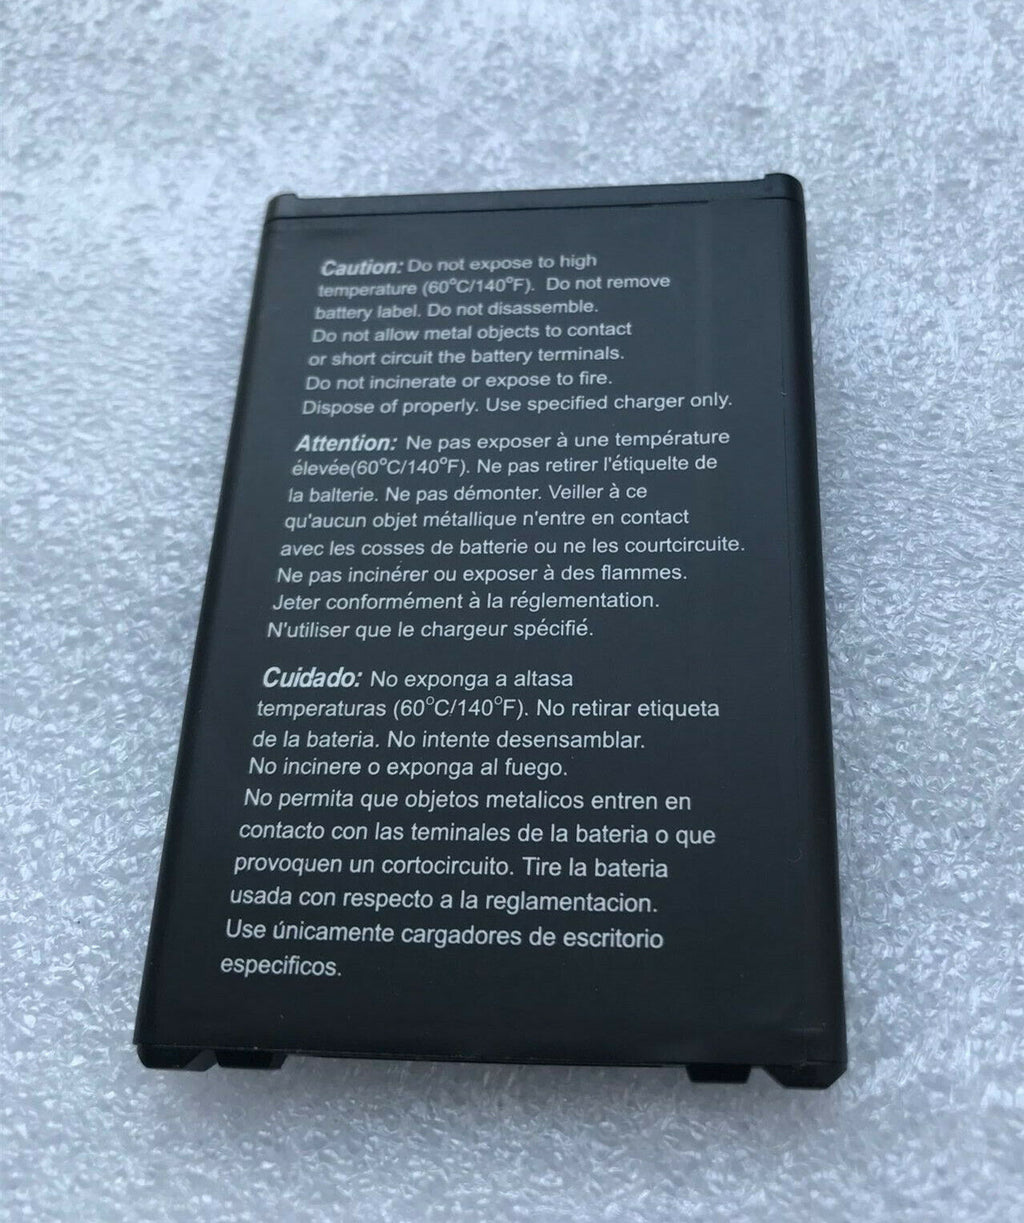 Caution: Do not expose to high
temperature (60°C/140°F). Do not remove
battery label. Do not disassemble.
Do not allow metal objects to contact
or short circuit the battery terminals.
Do not incinerate or expose to fire.
Dispose of properly. Use specified charger only.
Attention: Ne pas exposer à une température
élevée(60°C/140°F). Ne pas retirer l'étiquelte de
la balterie. Ne pas démonter. Veiller à ce
qu'aucun objet métallique n'entre en contact
avec les cosses de batterie ou ne les courtcircuite.
Ne pas incinérer ou exposer à des flammes.
Jeter conformément à la réglementation.
N'utiliser que le chargeur spécifié.
Cuidado: No exponga a altasa
temperaturas (60°C/140°F). No retirar etiqueta
de la bateria. No intente desensamblar.
No incinere o exponga al fuego.
No permita que objetos metalicos entren en
contacto con las teminales de la bateria o que
provoquen un cortocircuito. Tire la bateria
usada con respecto a la reglamentacion.
Use únicamente cargadores de escritorio
especificos.